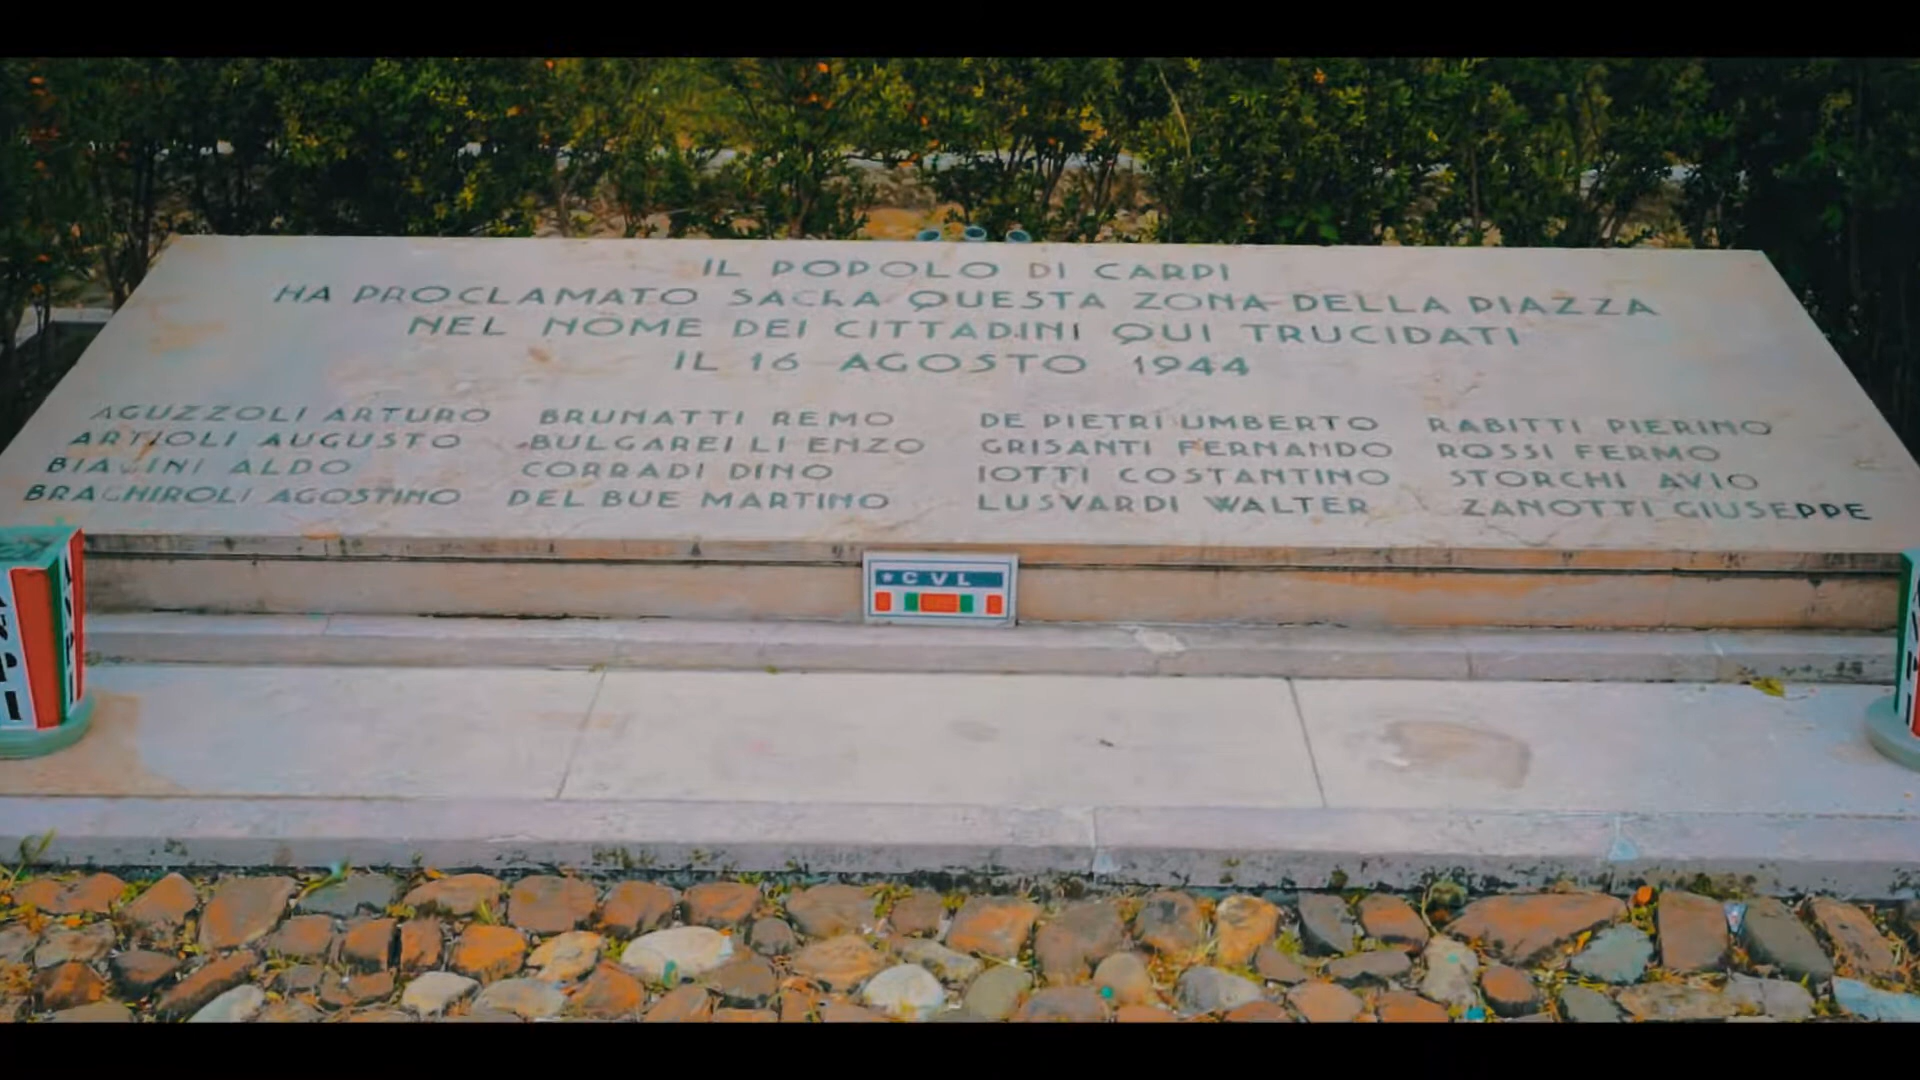 IL POPOLO DI CARPI
HA PROCLAMATO SACRA QUESTA ZONA DELLA PIAZZA
NEL NOME DEI CITTADINI QUI TRUCIDATI
IL 16 AGOSTO 1944
AGUZZOLI ARTURO BRUNATTI REMO DE PIETRI UMBERTO RABITTI PIERINO
ARTIOLI AUGUSTO BULGARELLI ENZO GRISANTI FERNANDO ROSSI FERMO
ALDO CORRADI DINO IOTTI COSTANTINO STORCHI AVIO
BRAGHIROLI AGOSTINO DEL BUE MARTINO LUSVARDI WALTER ZANOTTI GIUSEPPE
CVL